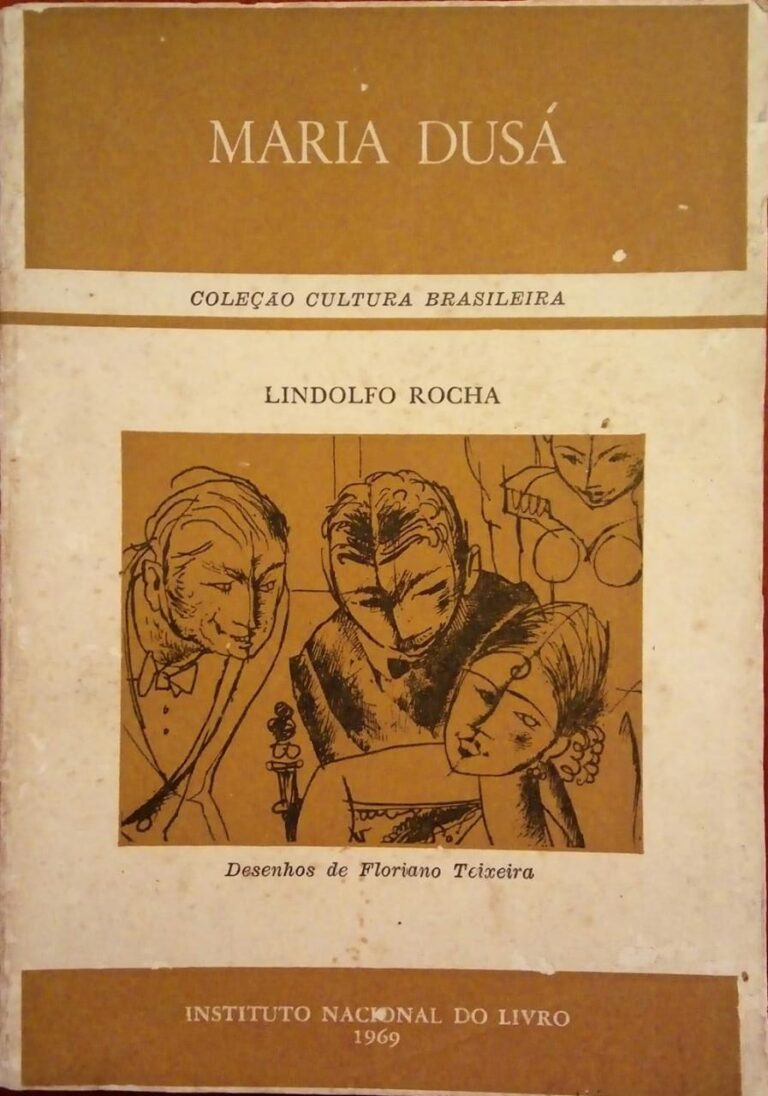 MARIA DUSÁ
COLEÇÃO CULTURA BRASILEIRA
LINDOLFO ROCHA
Desenhos de Floriano Teixeira
INSTITUTO NACIONAL DO LIVRO
1969